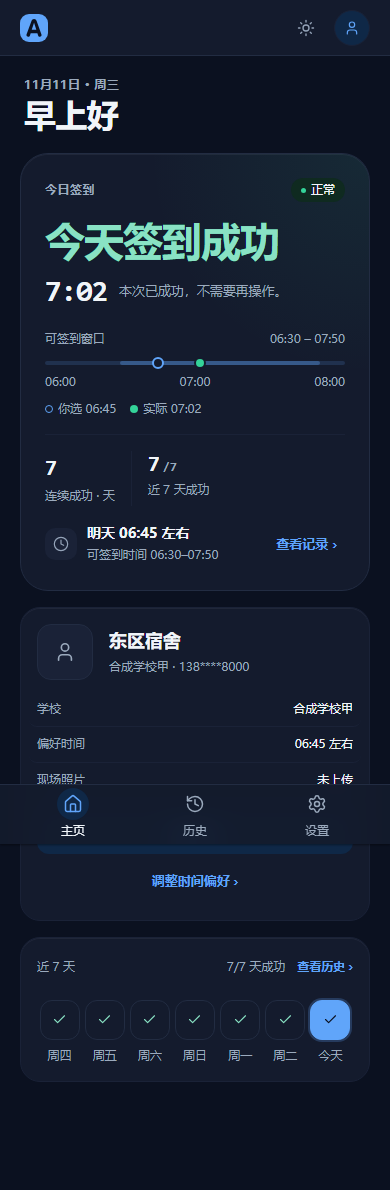 A
11月11日 • 周三
早上好
今日签到
正常
今天签到成功
7:02 本次已成功，不需要再操作。
可签到窗口 06:30 – 07:50
06:00 07:00 08:00
你选 06:45 实际 07:02
7 7 /7
连续成功 · 天 近 7 天成功
明天 06:45 左右
可签到时间 06:30–07:50
查看记录 ›
东区宿舍
合成学校甲 · 138****8000
学校 合成学校甲
偏好时间 06:45 左右
现场照片 未上传
主页 历史 设置
调整时间偏好 ›
近 7 天 7/7 天成功 查看历史 ›
周四 周五 周六 周日 周一 周二 今天